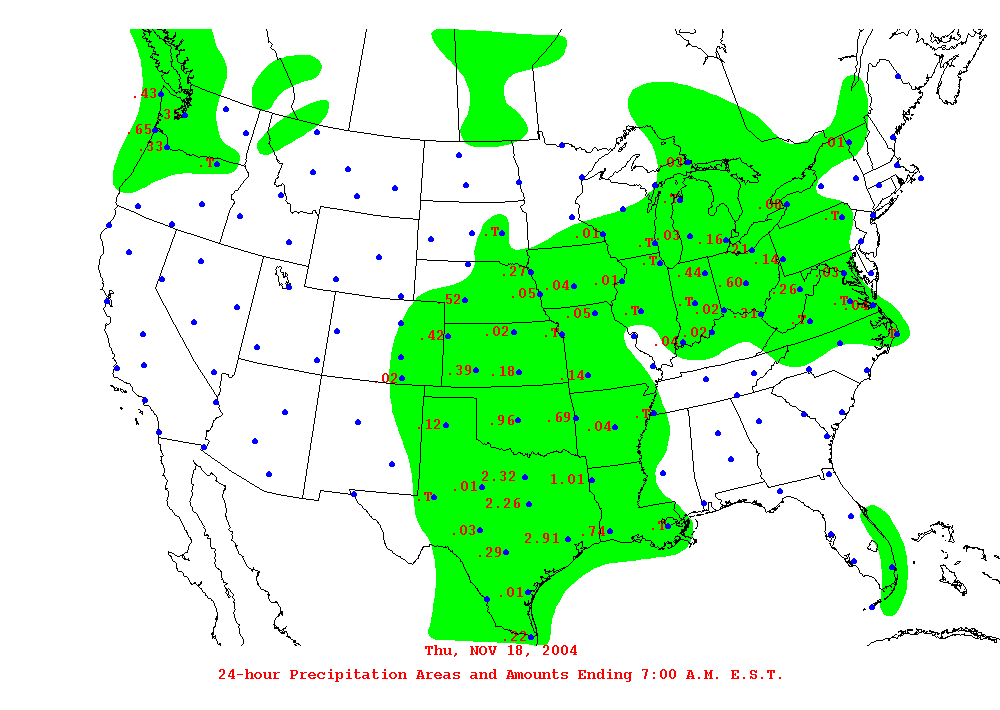 .43
.35
.65
.33
.T
.01
.01
.T
.00
.T
.T
.01
.T
.03
.16
.21
.14
.T
.27
.44
.03
.04
.01
.60
.05
.26
.52
.T
.T
.04
.02
.05
.T
.31
.T
.02
.T
.02
.T
.42
.04
.02
.39
.18
.14
.T
.12
.96
.69
.04
2.32
1.01
.01
.T
2.26
.T
.03
.74
2.91
.29
.01
.22
Thu, NOV 18, 2004
24-hour Precipitation Areas and Amounts Ending 7:00 A.M. E.S.T.